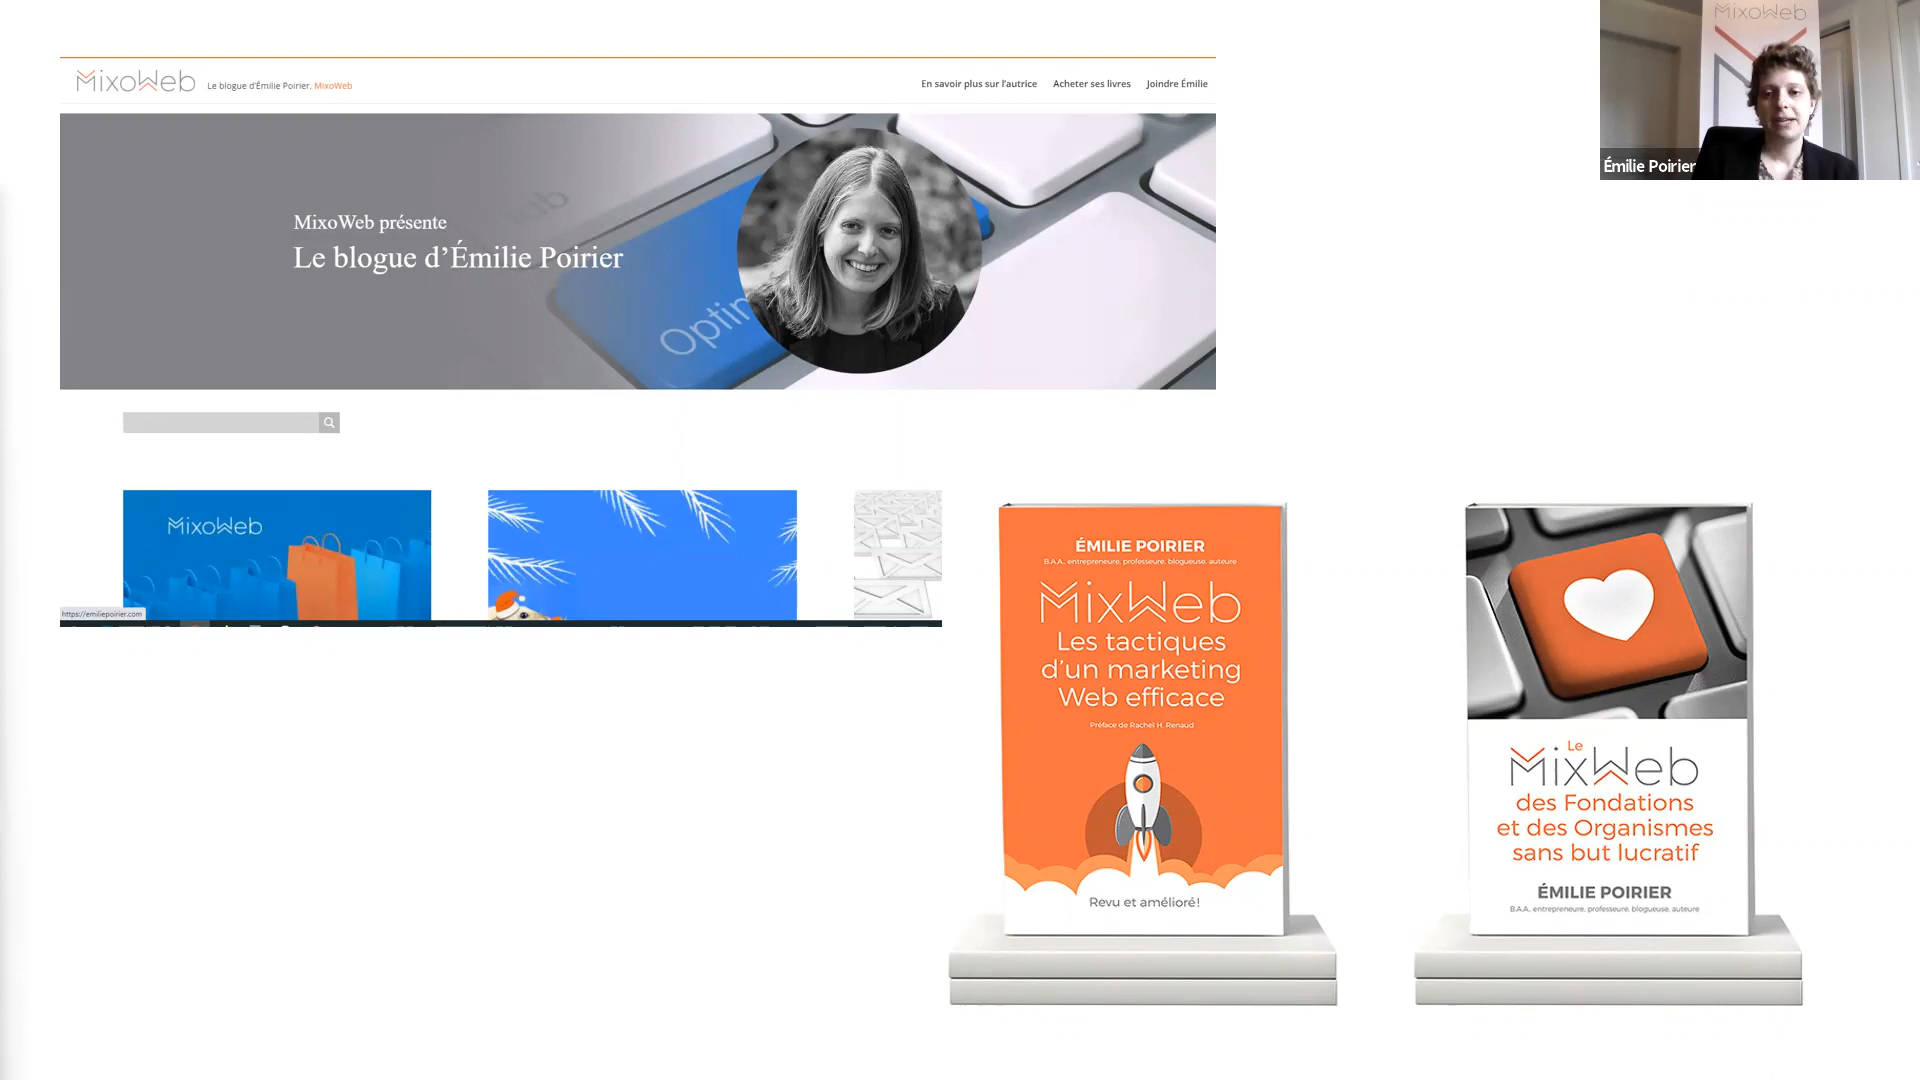 MixoWeb
Le blogue d'Émilie Poirier, MixoWeb
En savoir plus sur l'autrice
Acheter ses livres
Joindre Émilie
MixoWeb présente
Le blogue d'Émilie Poirier
Optim
MixoWeb
https://emiliepoirier.com
MixoWeb
Émilie Poirier
ÉMILIE POIRIER
B.A.A., entrepreneure, professeure, blogueuse, auteure
MixWeb
Les tactiques
d'un marketing
Web efficace
Préface de Rachel H. Renaud
Revu et amélioré!
Le
MixWeb
des Fondations
et des Organismes
sans but lucratif
ÉMILIE POIRIER
B.A.A., entrepreneure, professeure, blogueuse, auteure